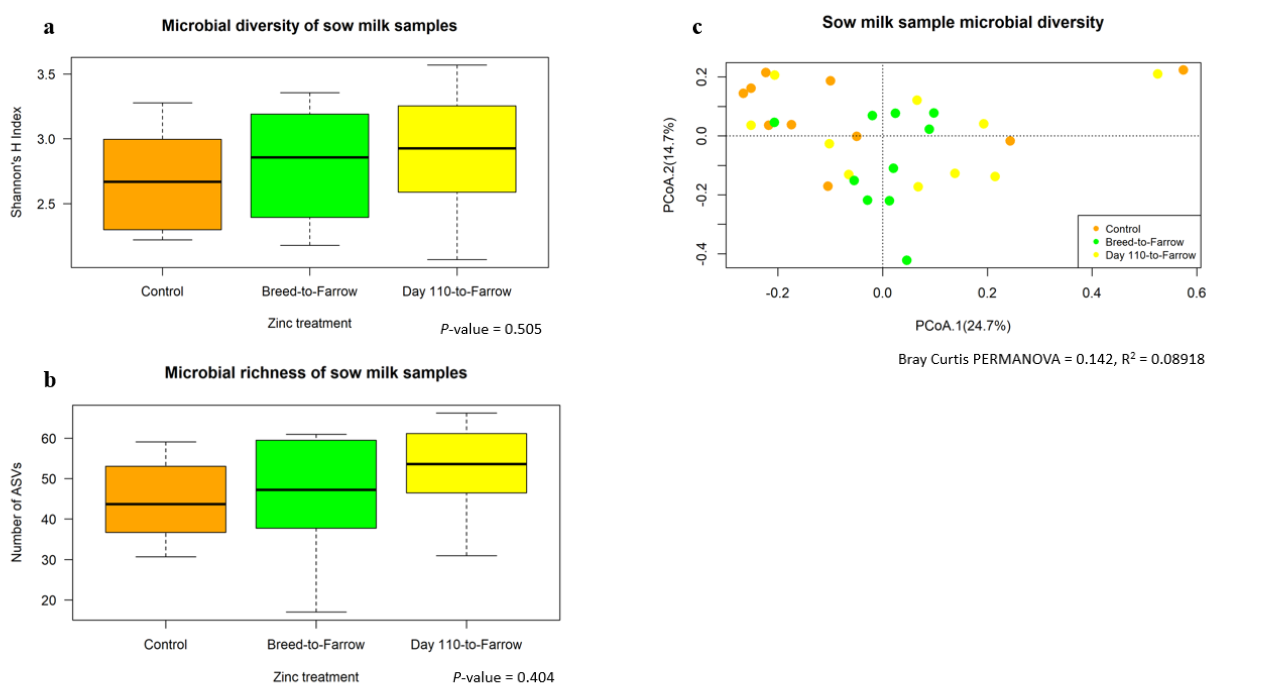 a
Microbial diversity of sow milk samples
Shannon's H Index
3.5
3.0
2.5
Control
Breed-to-Farrow
Day 110-to-Farrow
Zinc treatment
P-value = 0.505
b
Microbial richness of sow milk samples
Number of ASVs
60
50
40
30
20
Control
Breed-to-Farrow
Day 110-to-Farrow
Zinc treatment
P-value = 0.404
c
Sow milk sample microbial diversity
PCoA.2(14.7%)
0.2
0.0
-0.2
-0.4
Control
Breed-to-Farrow
Day 110-to-Farrow
-0.2
0.0
0.2
0.4
0.6
PCoA.1(24.7%)
Bray Curtis PERMANOVA = 0.142, R² = 0.08918